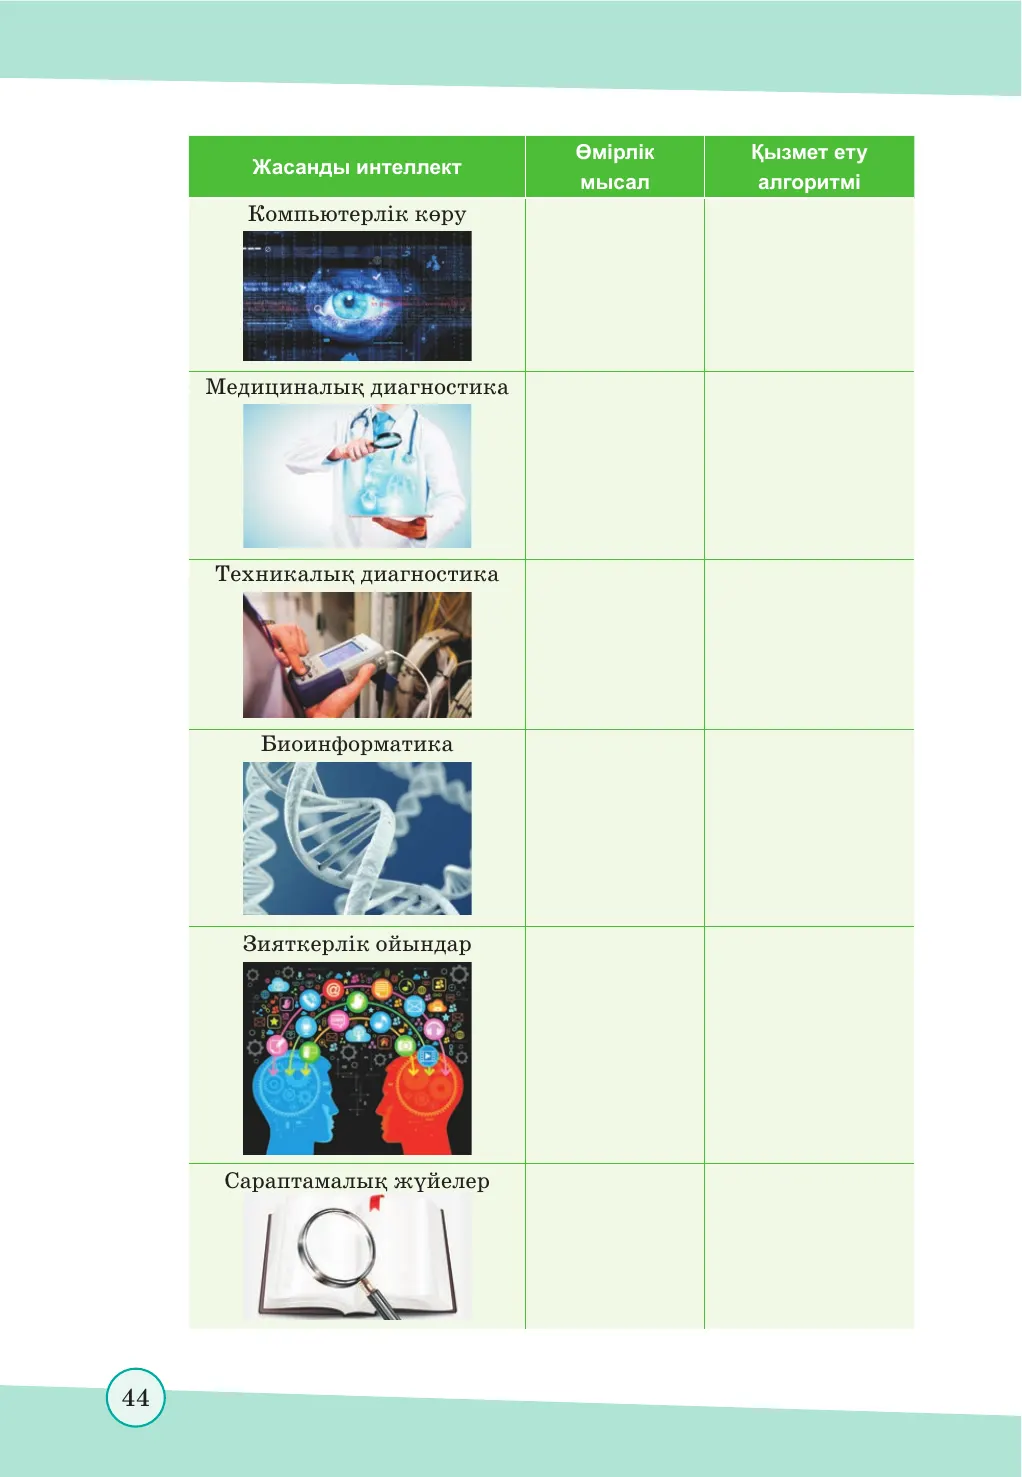 Жасанды интеллект
Өмірлік
мысал
Қызмет ету
алгоритмі
Компьютерлік көру
Медициналық диагностика
Техникалық диагностика
Биоинформатика
Зияткерлік ойындар
Сараптамалық жүйелер
44